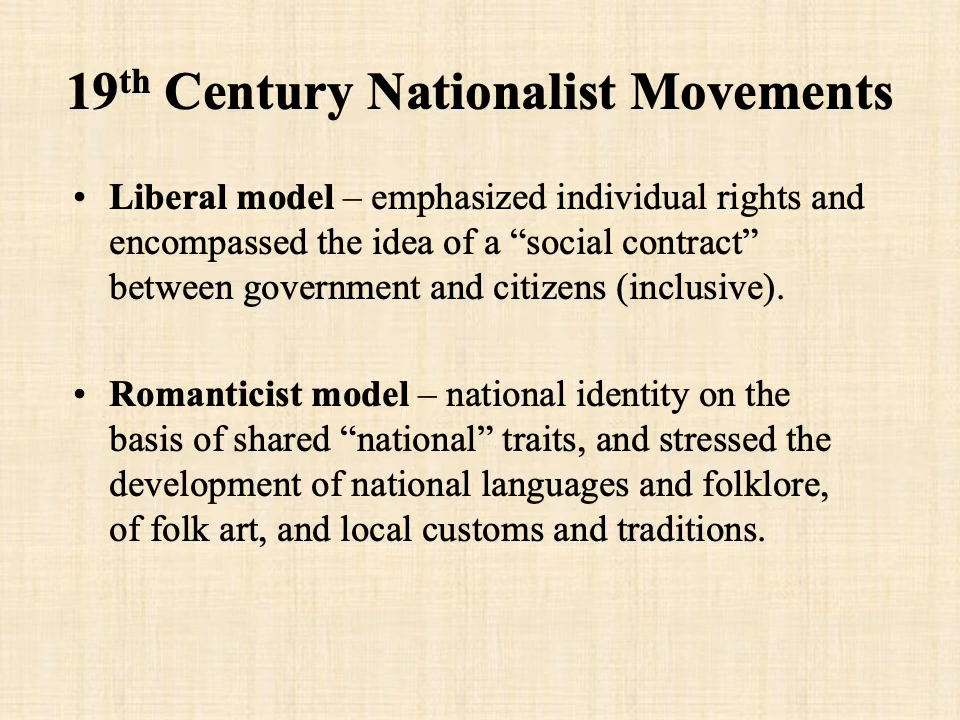 19th Century Nationalist Movements
• Liberal model – emphasized individual rights and
encompassed the idea of a “social contract”
between government and citizens (inclusive).
• Romanticist model – national identity on the
basis of shared “national” traits, and stressed the
development of national languages and folklore,
of folk art, and local customs and traditions.